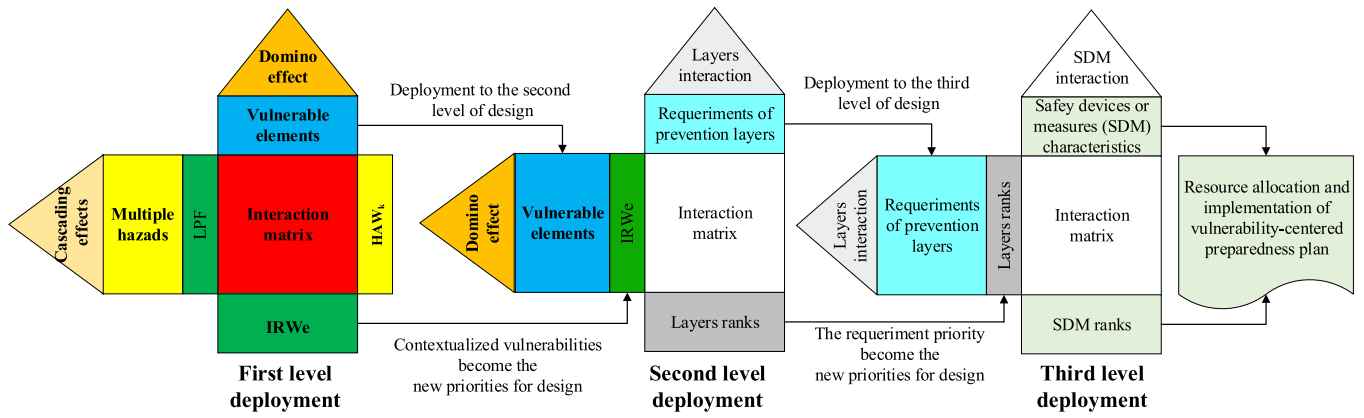 Domino
effect
Vulnerable
elements
Cascading
effects
Multiple
hazads
LPF
Interaction
matrix
HAWk
IRWe
First level
deployment
Deployment to the second
level of design
Contextualized vulnerabilities
become the
new priorities for design
Layers
interaction
Requeriments of
prevention layers
Domino
effect
Vulnerable
elements
IRWe
Interaction
matrix
Layers ranks
Second level
deployment
Deployment to the third
level of design
The requeriment priority
become the
new priorities for design
SDM
interaction
Safey devices or
measures (SDM)
characteristics
Layers
interaction
Requeriments
of prevention
layers
Layers ranks
Interaction
matrix
SDM ranks
Third level
deployment
Resource allocation and
implementation of
vulnerability-centered
preparedness plan